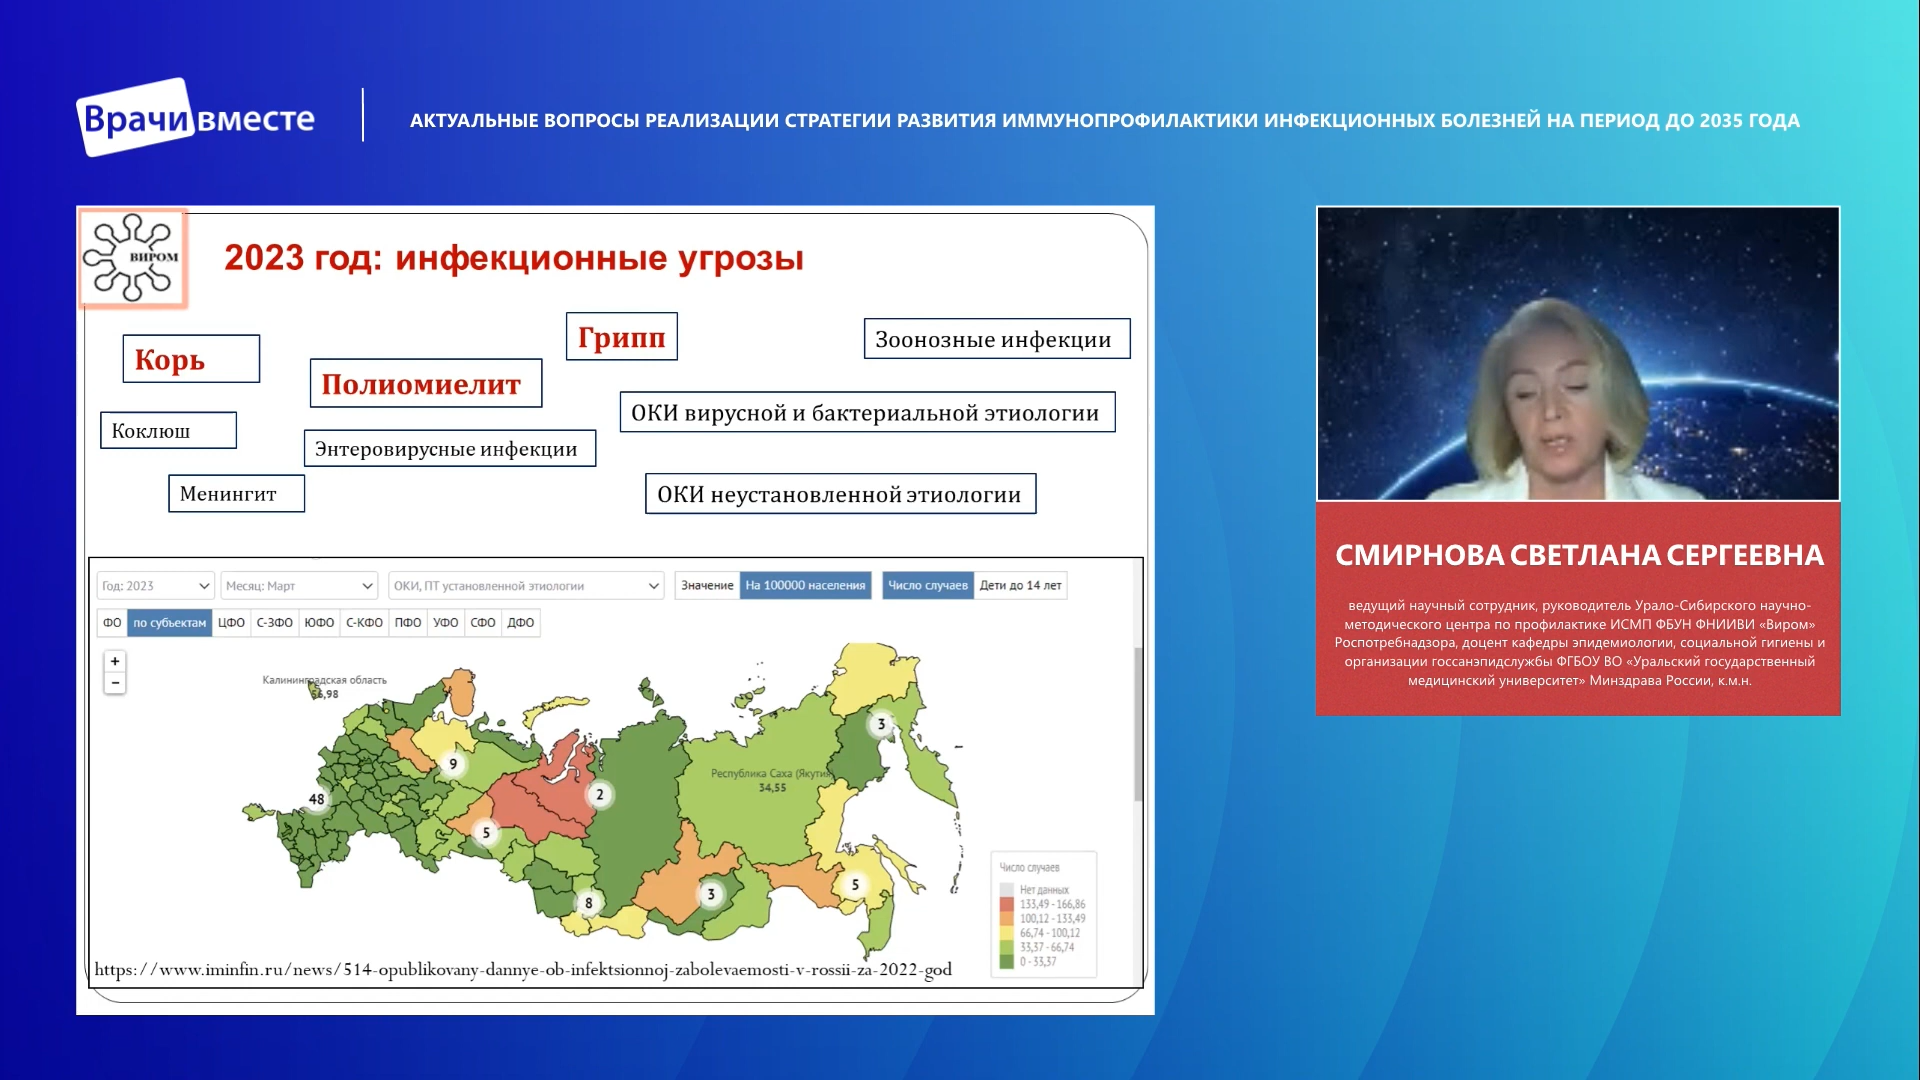 Врачи вместе
АКТУАЛЬНЫЕ ВОПРОСЫ РЕАЛИЗАЦИИ СТРАТЕГИИ РАЗВИТИЯ ИММУНОПРОФИЛАКТИКИ ИНФЕКЦИОННЫХ БОЛЕЗНЕЙ НА ПЕРИОД ДО 2035 ГОДА
ВИРОМ
2023 год: инфекционные угрозы
Грипп
Зоонозные инфекции
Корь
Полиомиелит
ОКИ вирусной и бактериальной этиологии
Коклюш
Энтеровирусные инфекции
Менингит
ОКИ неустановленной этиологии
Год: 2023
Месяц: Март
ОКИ, ПТ установленной этиологии
Значение
На 100000 населения
Число случаев
Дети до 14 лет
ФО
по субъектам
ЦФО
С-ЗФО
ЮФО
С-КФО
ПФО
УФО
СФО
ДФО
+
−
Калининградская область
6,98
3
9
Республика Саха (Якутия
34,55
2
48
5
5
3
8
Число случаев
Нет данных
133,49 - 166,86
100,12 - 133,49
66,74 - 100,12
33,37 - 66,74
0 - 33,37
https://www.iminfin.ru/news/514-opublikovany-dannye-ob-infektsionnoj-zabolevaemosti-v-rossii-za-2022-god
СМИРНОВА СВЕТЛАНА СЕРГЕЕВНА
ведущий научный сотрудник, руководитель Урало-Сибирского научно-
методического центра по профилактике ИСМП ФБУН ФНИИВИ «Виром»
Роспотребнадзора, доцент кафедры эпидемиологии, социальной гигиены и
организации госсанэпидслужбы ФГБОУ ВО «Уральский государственный
медицинский университет» Минздрава России, к.м.н.